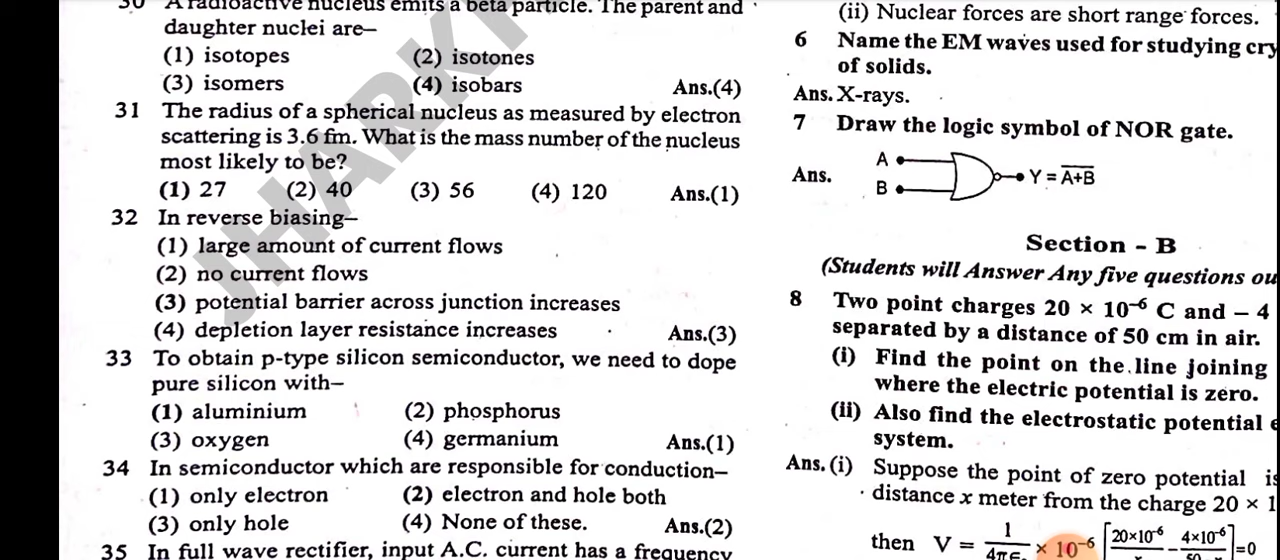 30 A radioactive nucleus emits a beta particle. The parent and
daughter nuclei are–
(1) isotopes (2) isotones
(3) isomers (4) isobars Ans.(4)
31 The radius of a spherical nucleus as measured by electron
scattering is 3.6 fm. What is the mass number of the nucleus
most likely to be?
(1) 27 (2) 40 (3) 56 (4) 120 Ans.(1)
32 In reverse biasing–
(1) large amount of current flows
(2) no current flows
(3) potential barrier across junction increases
(4) depletion layer resistance increases Ans.(3)
33 To obtain p-type silicon semiconductor, we need to dope
pure silicon with–
(1) aluminium (2) phosphorus
(3) oxygen (4) germanium Ans.(1)
34 In semiconductor which are responsible for conduction–
(1) only electron (2) electron and hole both
(3) only hole (4) None of these. Ans.(2)
35 In full wave rectifier, input A.C. current has a frequency
(ii) Nuclear forces are short range forces.
6 Name the EM waves used for studying cry
of solids.
Ans. X-rays.
7 Draw the logic symbol of NOR gate.
Ans. A B Y = \overline{A+B}
Section - B
(Students will Answer Any five questions ou
8 Two point charges 20 × 10⁻⁶ C and – 4
separated by a distance of 50 cm in air.
(i) Find the point on the line joining
where the electric potential is zero.
(ii) Also find the electrostatic potential e
system.
Ans. (i) Suppose the point of zero potential is
distance x meter from the charge 20 × 1
then V = 1/4πε × 10⁻⁶ [20×10⁻⁶/x − 4×10⁻⁶/50] =0
JHARK